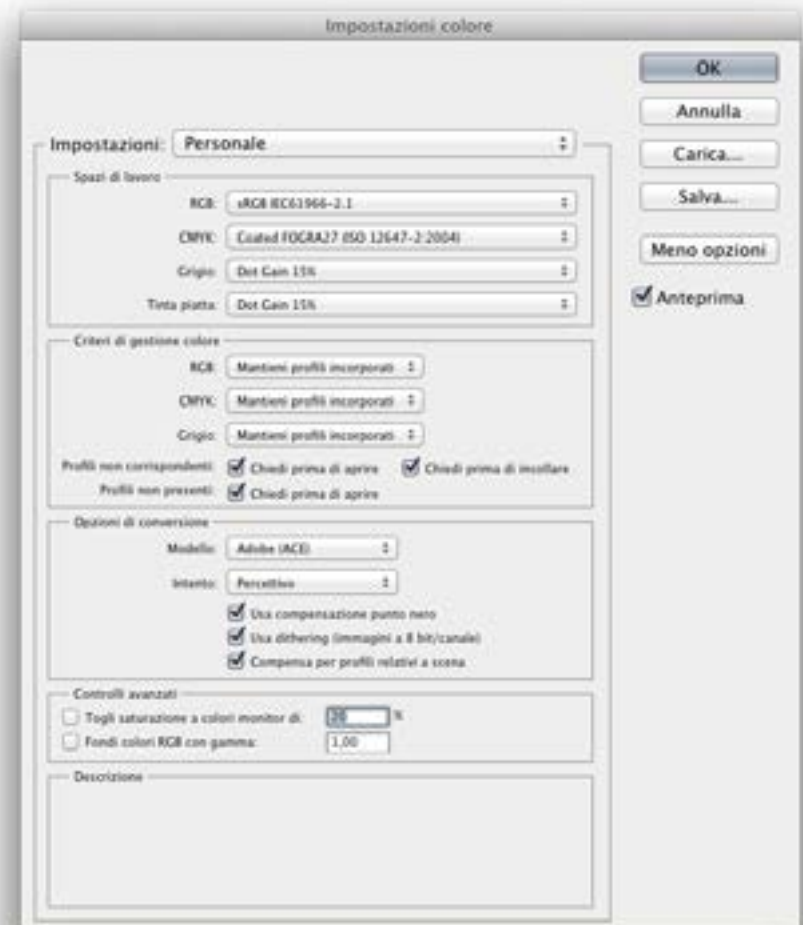 Impostazioni colore
OK
Annulla
Carica...
Salva...
Meno opzioni
Anteprima
Impostazioni: Personale
Spazi di lavoro
RGB: sRGB IEC61966-2.1
CMYK: Coated FOGRA27 (ISO 12647-2:2004)
Grigio: Dot Gain 15%
Tinta piatta: Dot Gain 15%
Criteri di gestione colore
RGB: Mantieni profili incorporati
CMYK: Mantieni profili incorporati
Grigio: Mantieni profili incorporati
Profili non corrispondenti: Chiedi prima di aprire Chiedi prima di incollare
Profili non presenti: Chiedi prima di aprire
Opzioni di conversione
Modello: Adobe (ACE)
Intento: Percettivo
Usa compensazione punto nero
Usa dithering (immagini a 8 bit/canale)
Compensa per profili relativi a scena
Controlli avanzati
Togli saturazione a colori monitor di: 20 %
Fondi colori RGB con gamma: 1,00
Descrizione